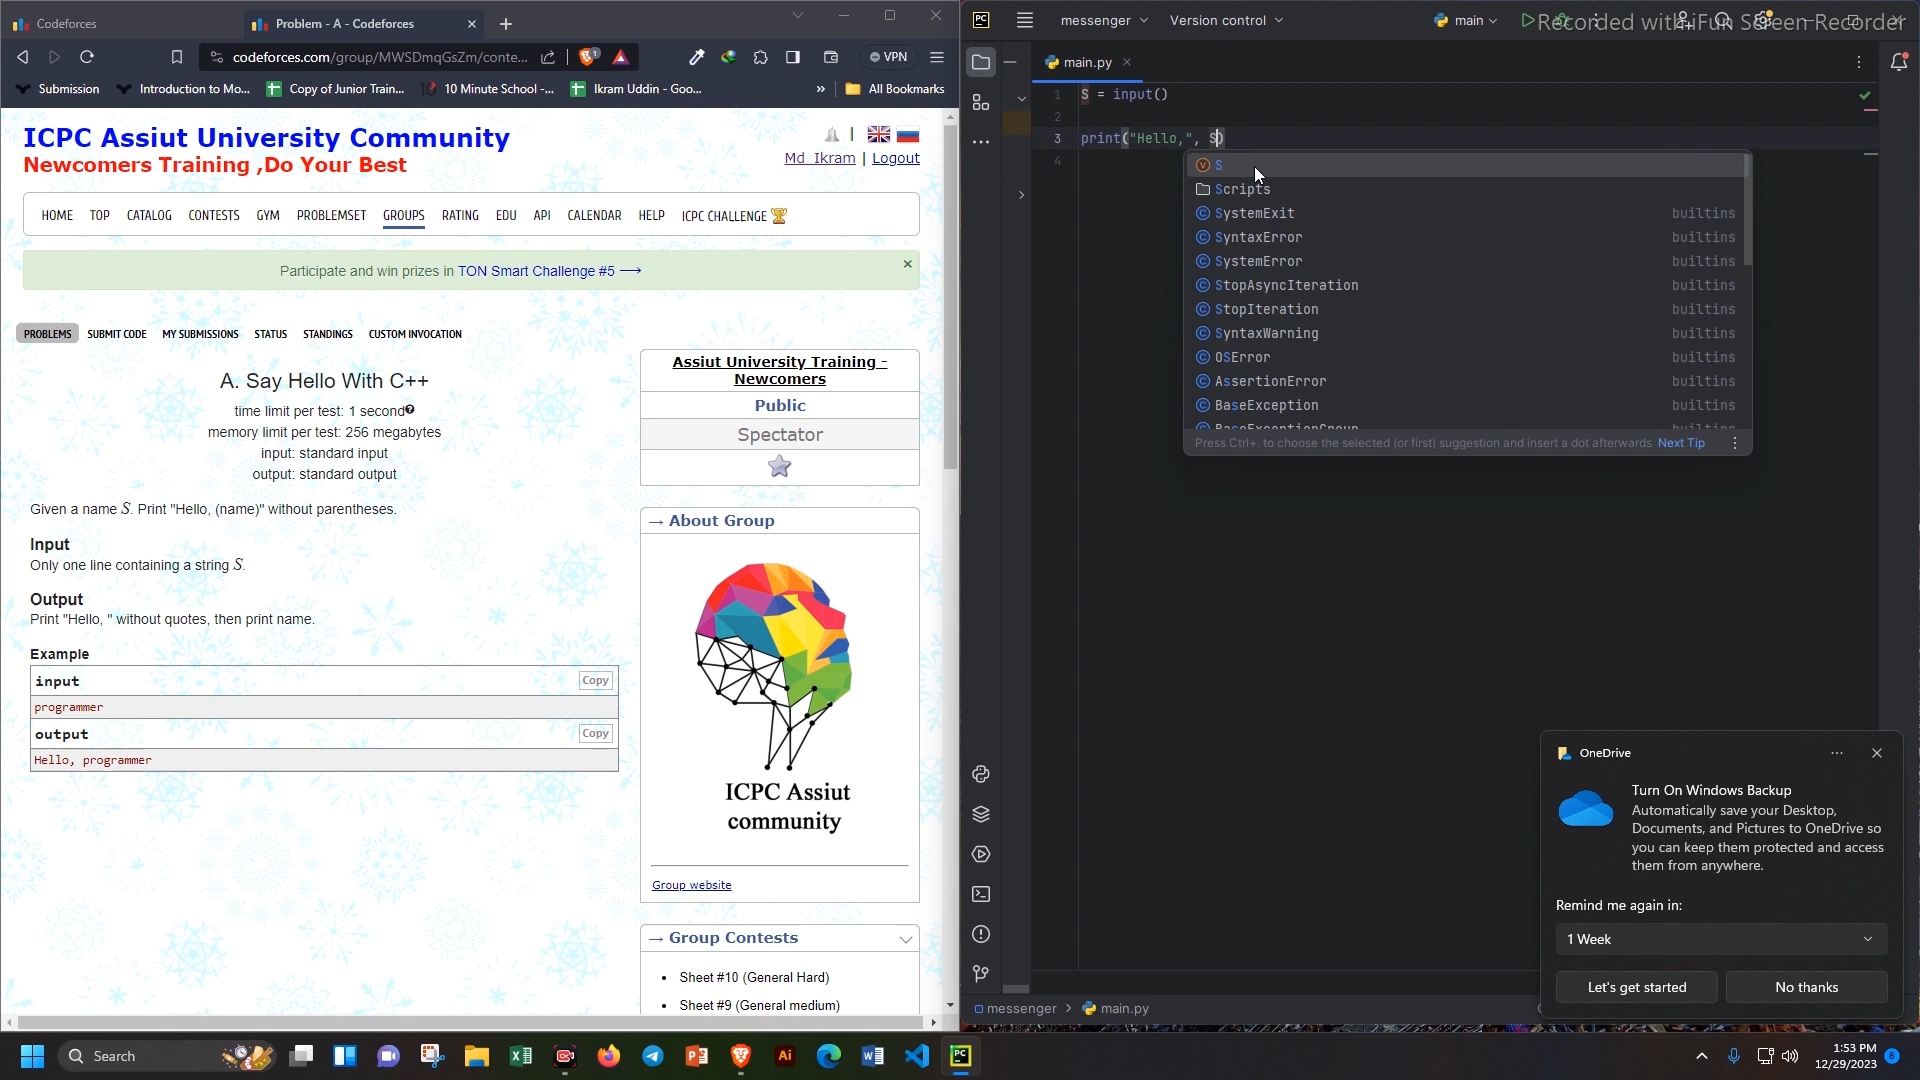 Codeforces
Problem - A - Codeforces
codeforces.com/group/MWSDmqGsZm/conte...
VPN
Submission
Introduction to Mo...
Copy of Junior Train...
10 Minute School -...
Ikram Uddin - Goo...
»
All Bookmarks
ICPC Assiut University Community
Newcomers Training ,Do Your Best
Md_Ikram | Logout
HOME TOP CATALOG CONTESTS GYM PROBLEMSET GROUPS RATING EDU API CALENDAR HELP ICPC CHALLENGE
Participate and win prizes in TON Smart Challenge #5 →
PROBLEMS SUBMIT CODE MY SUBMISSIONS STATUS STANDINGS CUSTOM INVOCATION
A. Say Hello With C++
time limit per test: 1 second
memory limit per test: 256 megabytes
input: standard input
output: standard output
Given a name S. Print "Hello, (name)" without parentheses.
Input
Only one line containing a string S.
Output
Print "Hello, " without quotes, then print name.
Example
input
Copy
programmer
output
Copy
Hello, programmer
Assiut University Training -
Newcomers
Public
Spectator
→ About Group
ICPC Assiut
community
Group website
→ Group Contests
Sheet #10 (General Hard)
Sheet #9 (General medium)
PC
messenger
Version control
main
Recorded with iFun Screen Recorder
main.py
1 S = input()
2
3 print("Hello,", S)
4
S
Scripts
SystemExit builtins
SyntaxError builtins
SystemError builtins
StopAsyncIteration builtins
StopIteration builtins
SyntaxWarning builtins
OSError builtins
AssertionError builtins
BaseException builtins
BaseExceptionGroup builtins
Press Ctrl+. to choose the selected (or first) suggestion and insert a dot afterwards Next Tip
OneDrive
Turn On Windows Backup
Automatically save your Desktop,
Documents, and Pictures to OneDrive so
you can keep them protected and access
them from anywhere.
Remind me again in:
1 Week
Let's get started
No thanks
messenger > main.py
Search
1:53 PM
12/29/2023
8